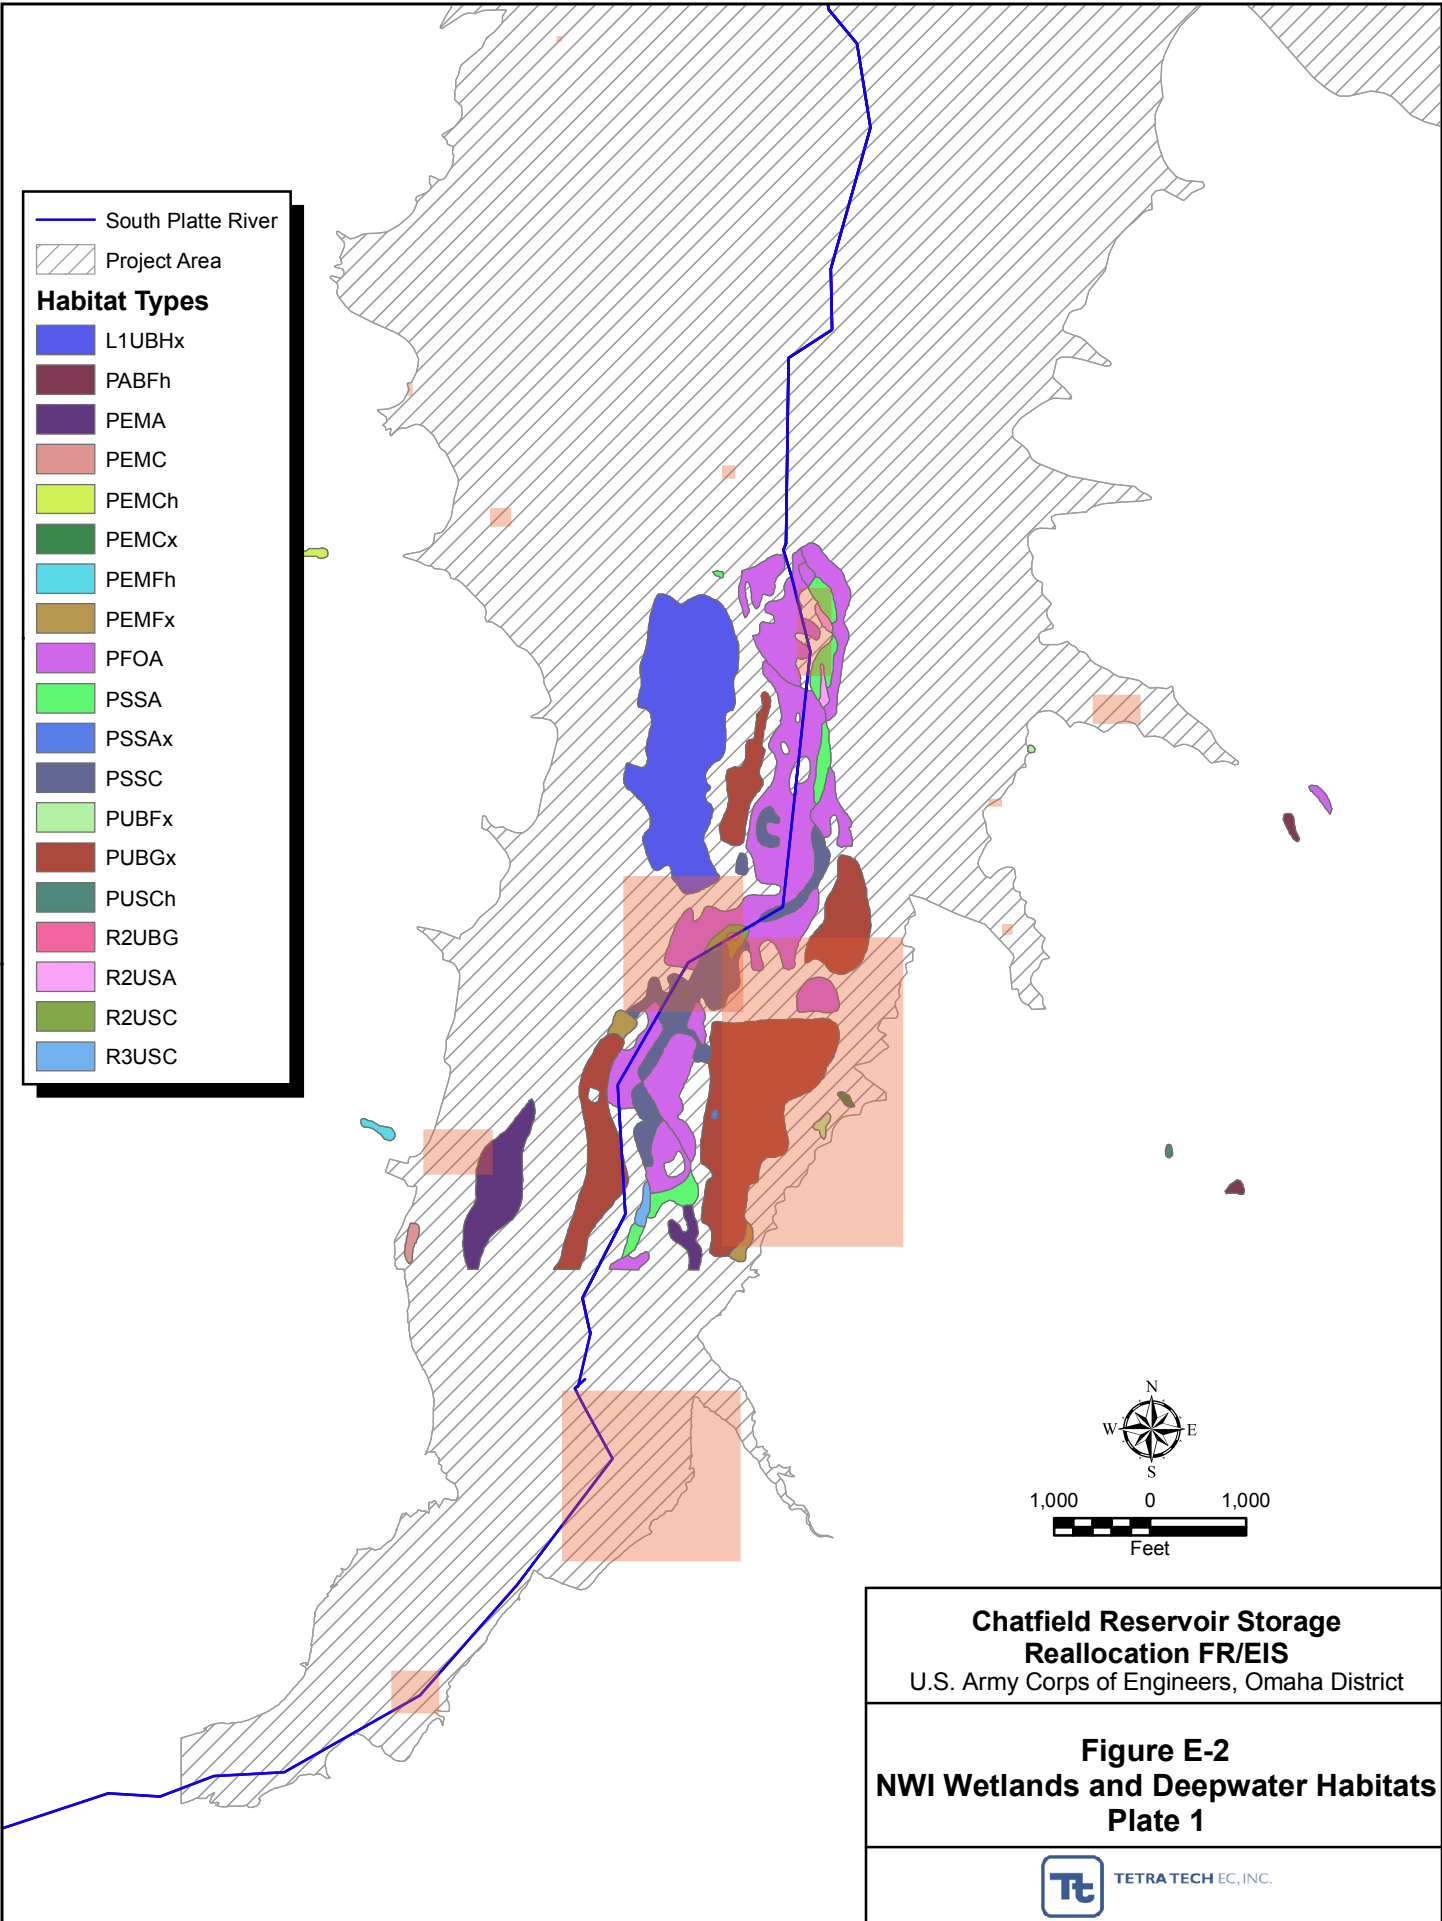 South Platte River
Project Area
Habitat Types
L1UBHx
PABFh
PEMA
PEMC
PEMCh
PEMCx
PEMFh
PEMFx
PFOA
PSSA
PSSAx
PSSC
PUBFx
PUBGx
PUSCh
R2UBG
R2USA
R2USC
R3USC
N
W E
S
1,000 0 1,000
Feet
Chatfield Reservoir Storage
Reallocation FR/EIS
U.S. Army Corps of Engineers, Omaha District
Figure E-2
NWI Wetlands and Deepwater Habitats
Plate 1
Tt TETRA TECH EC, INC.